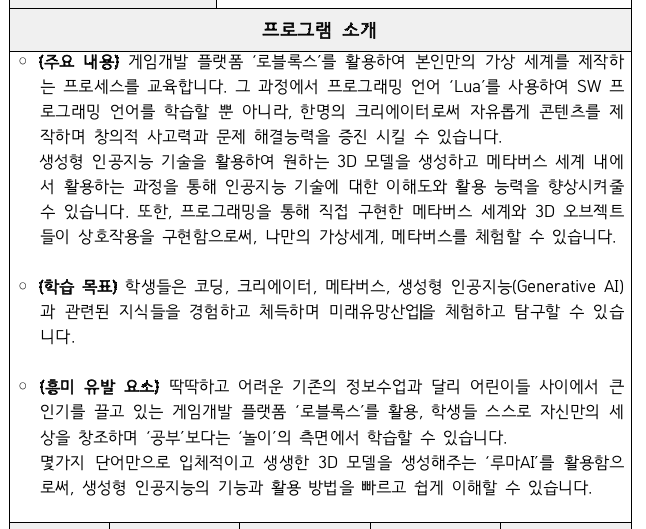 프로그램 소개
○ (주요 내용) 게임개발 플랫폼 '로블록스'를 활용하여 본인만의 가상 세계를 제작하
는 프로세스를 교육합니다. 그 과정에서 프로그래밍 언어 'Lua'를 사용하여 SW 프
로그래밍 언어를 학습할 뿐 아니라, 한명의 크리에이터로써 자유롭게 콘텐츠를 제
작하며 창의적 사고력과 문제 해결능력을 증진 시킬 수 있습니다.
생성형 인공지능 기술을 활용하여 원하는 3D 모델을 생성하고 메타버스 세계 내에
서 활용하는 과정을 통해 인공지능 기술에 대한 이해도와 활용 능력을 향상시켜줄
수 있습니다. 또한, 프로그래밍을 통해 직접 구현한 메타버스 세계와 3D 오브젝트
들이 상호작용을 구현함으로써, 나만의 가상세계, 메타버스를 체험할 수 있습니다.
○ (학습 목표) 학생들은 코딩, 크리에이터, 메타버스, 생성형 인공지능(Generative AI)
과 관련된 지식들을 경험하고 체득하며 미래유망산업을 체험하고 탐구할 수 있습
니다.
○ (흥미 유발 요소) 딱딱하고 어려운 기존의 정보수업과 달리 어린이들 사이에서 큰
인기를 끌고 있는 게임개발 플랫폼 '로블록스'를 활용, 학생들 스스로 자신만의 세
상을 창조하며 '공부'보다는 '놀이'의 측면에서 학습할 수 있습니다.
몇가지 단어만으로 입체적이고 생생한 3D 모델을 생성해주는 '루마AI'를 활용함으
로써, 생성형 인공지능의 기능과 활용 방법을 빠르고 쉽게 이해할 수 있습니다.